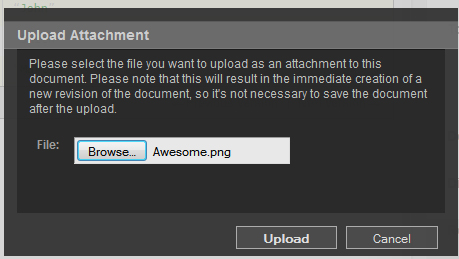 "John"
Upload Attachment
Please select the file you want to upload as an attachment to this
document. Please note that this will result in the immediate creation of a
new revision of the document, so it's not necessary to save the document
after the upload.
File: Browse... Awesome.png
Upload Cancel